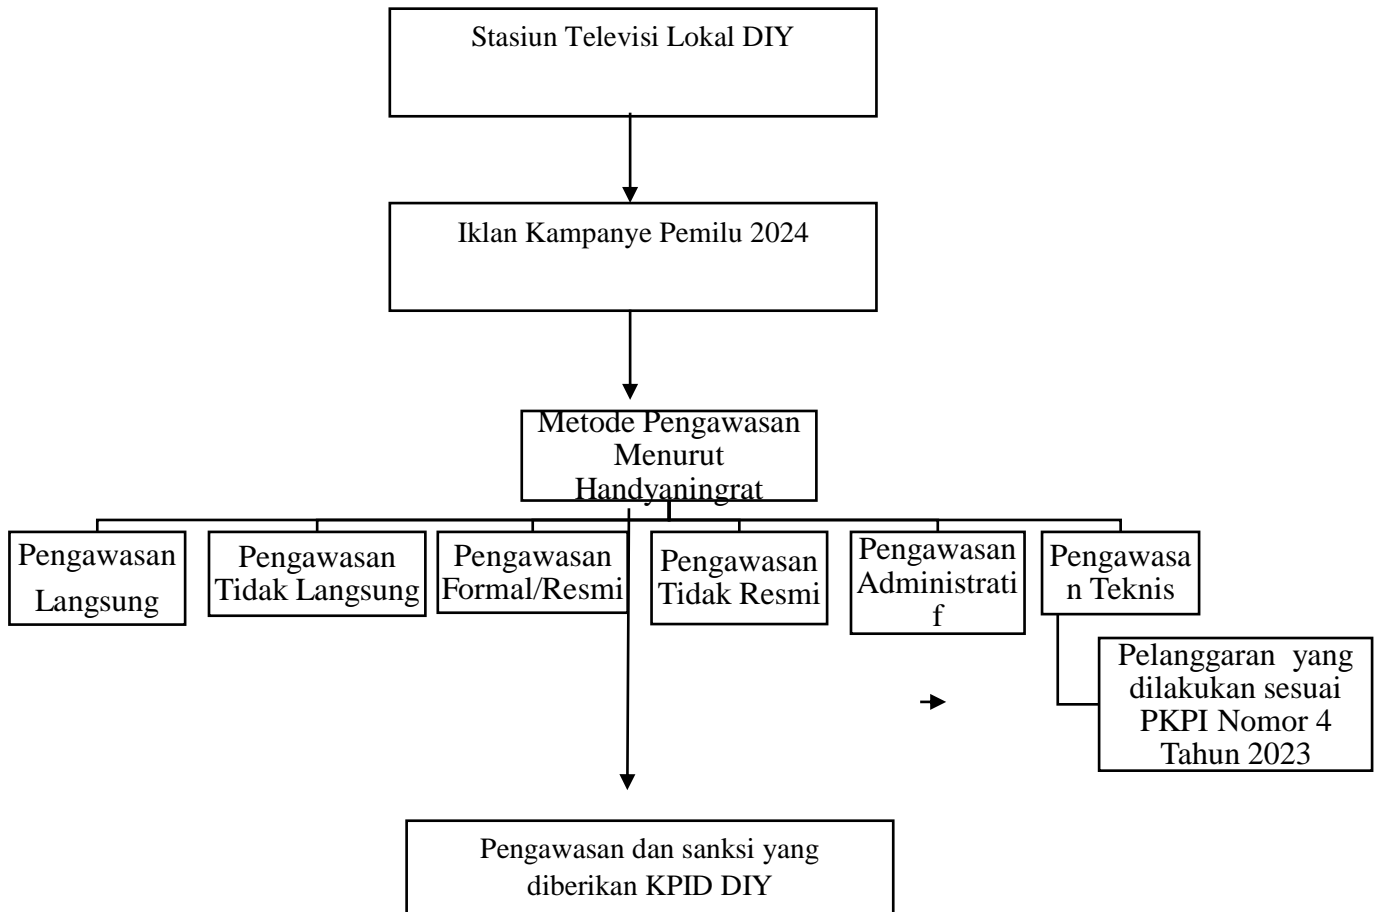 Stasiun Televisi Lokal DIY
Iklan Kampanye Pemilu 2024
Metode Pengawasan
Menurut
Handyaningrat
Pengawasan
Langsung
Pengawasan
Tidak Langsung
Pengawasan
Formal/Resmi
Pengawasan
Tidak Resmi
Pengawasan
Administrati
f
Pengawasa
n Teknis
Pelanggaran yang
dilakukan sesuai
PKPI Nomor 4
Tahun 2023
Pengawasan dan sanksi yang
diberikan KPID DIY